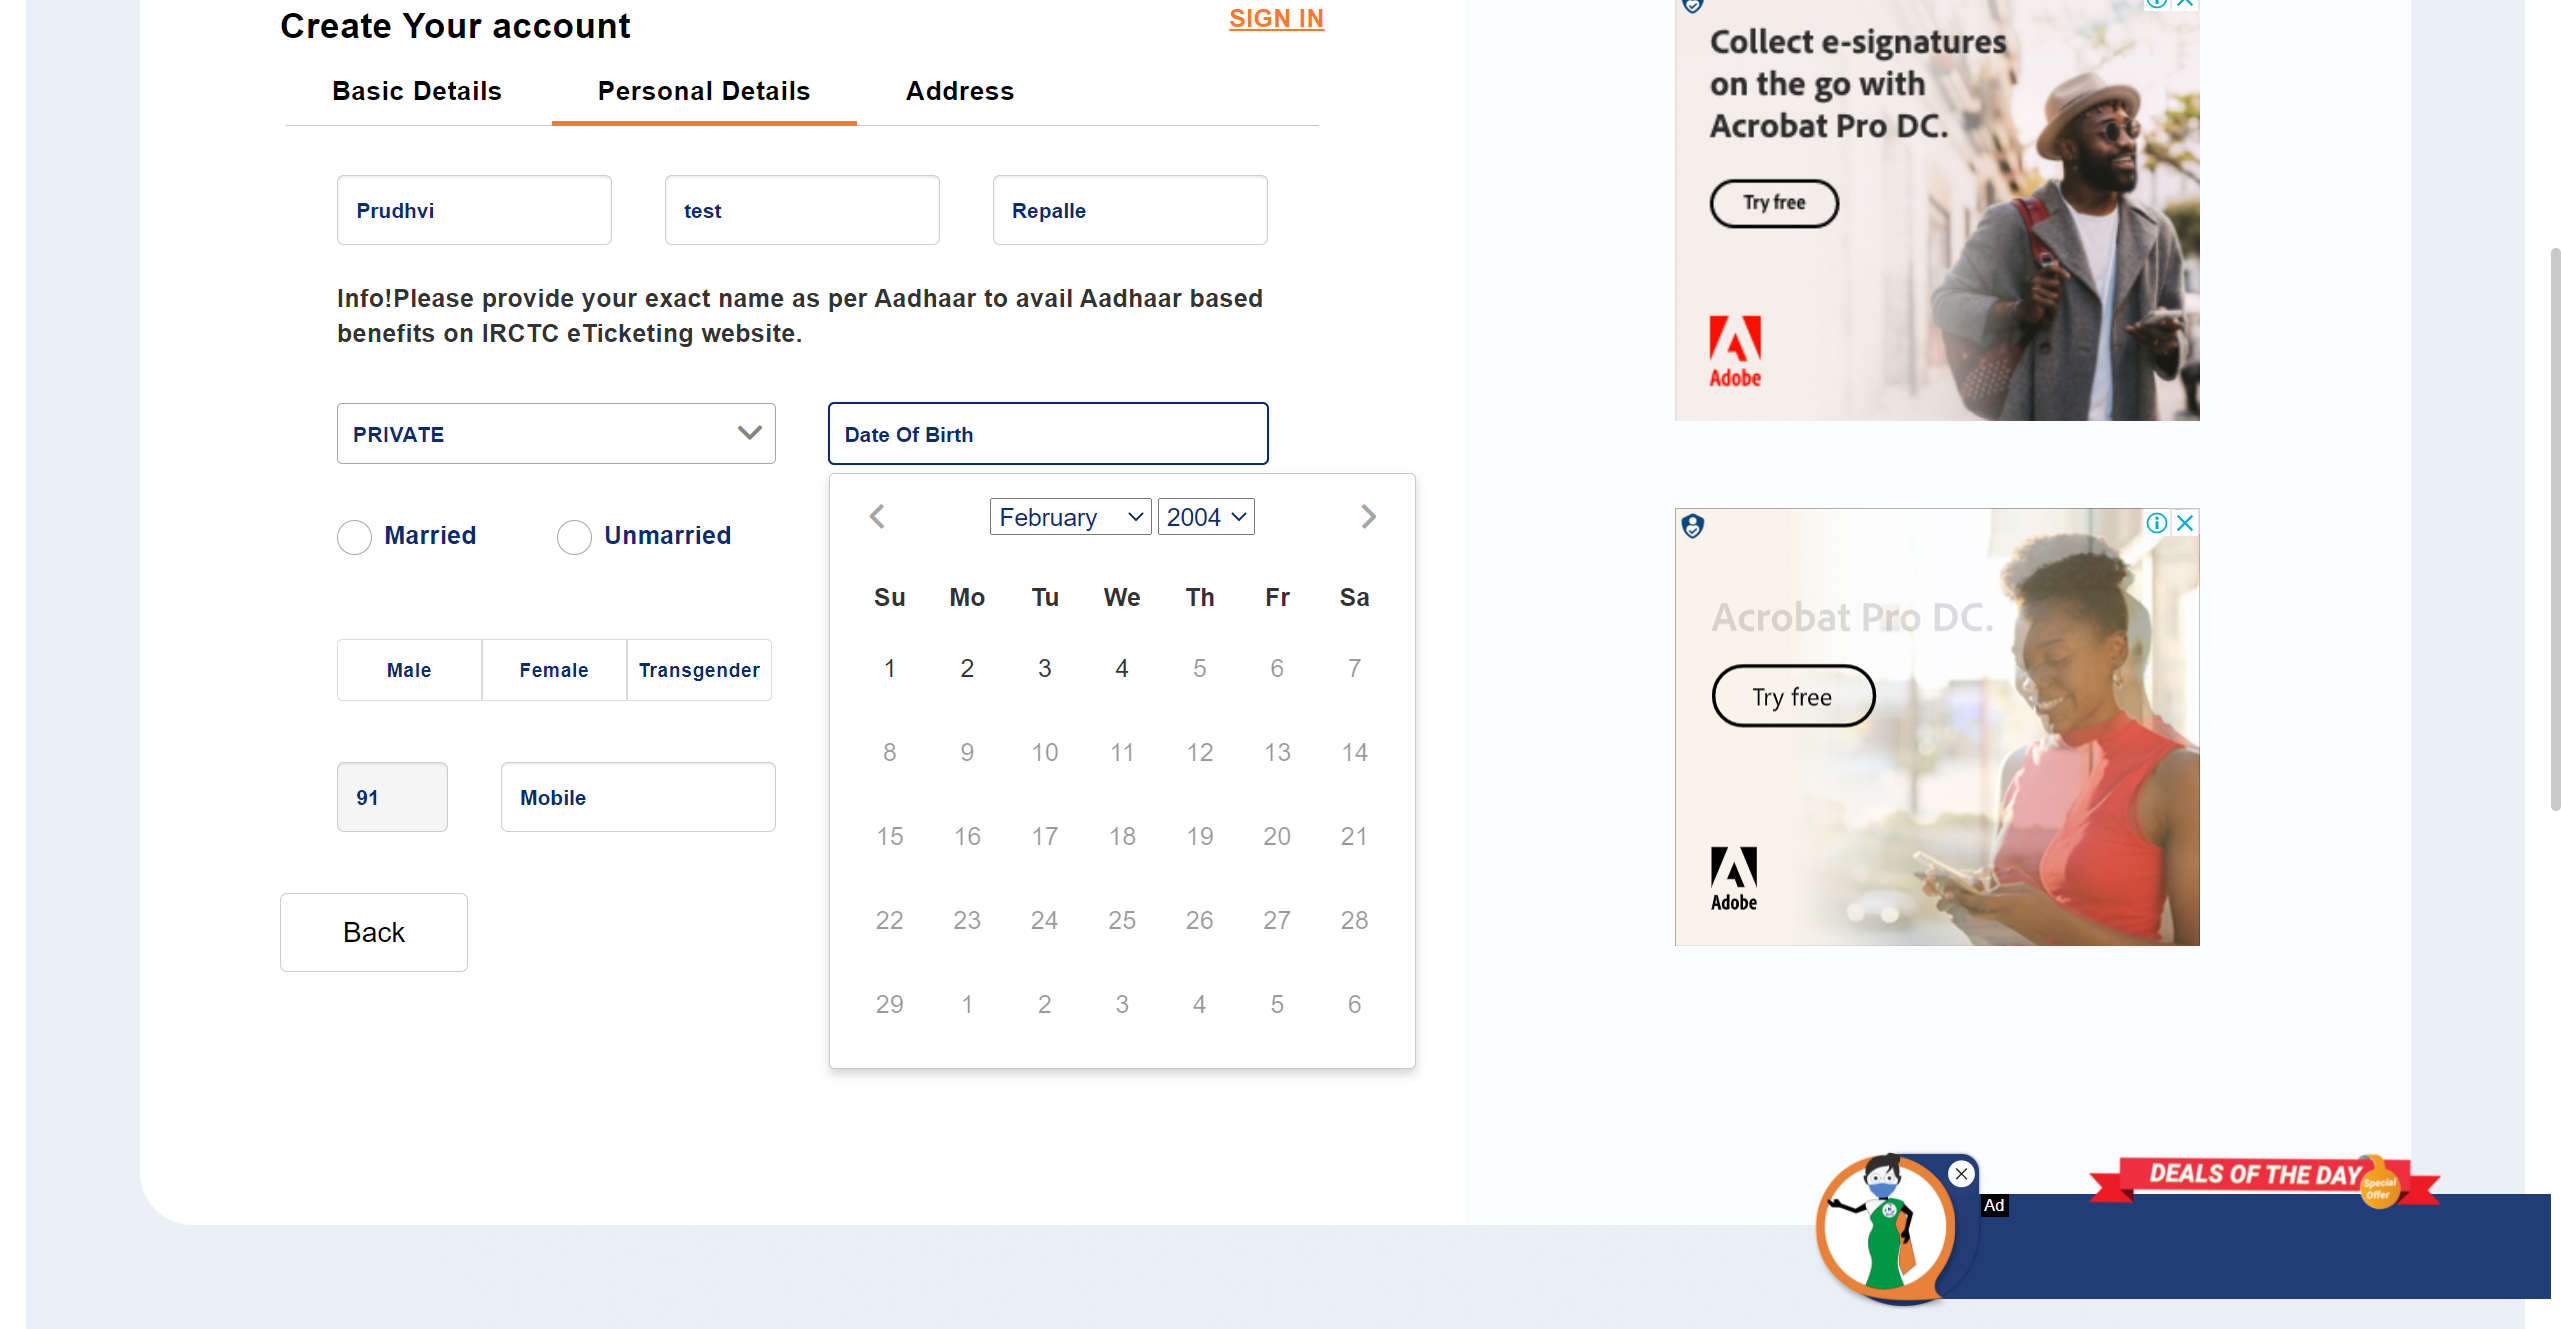 Create Your account
SIGN IN
Basic Details
Personal Details
Address
Prudhvi
test
Repalle
Info!Please provide your exact name as per Aadhaar to avail Aadhaar based
benefits on IRCTC eTicketing website.
PRIVATE
Date Of Birth
Married
Unmarried
Male
Female
Transgender
91
Mobile
Back
February
2004
Su Mo Tu We Th Fr Sa
1 2 3 4 5 6 7
8 9 10 11 12 13 14
15 16 17 18 19 20 21
22 23 24 25 26 27 28
29 1 2 3 4 5 6
Collect e-signatures
on the go with
Acrobat Pro DC.
Try free
Adobe
Acrobat Pro DC.
Try free
Adobe
DEALS OF THE DAY
Special
Offer
Ad